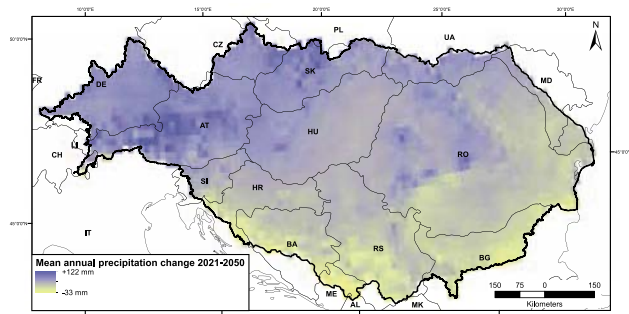 10°0'0"E 15°0'0"E 20°0'0"E 25°0'0"E 30°0'0"E
N
PL
UA
50°0'0"N
CZ
SK
FR
DE
MD
AT
HU
LI
CH
RO
45°0'0"N
SI
HR
45°0'0"N
IT
BA
RS
BG
Mean annual precipitation change 2021-2050
+122 mm
-33 mm
ME
AL
MK
150 75 0 150
Kilometers